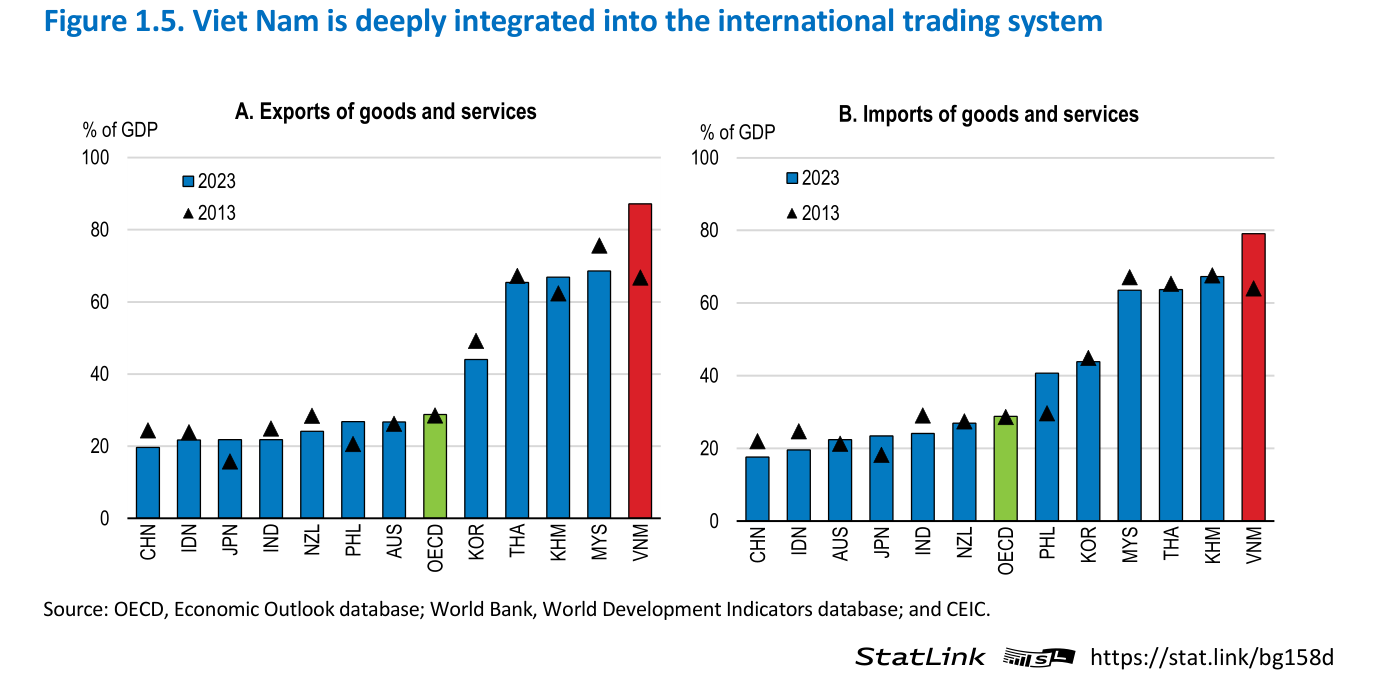 Figure 1.5. Viet Nam is deeply integrated into the international trading system
A. Exports of goods and services
% of GDP
100
80
60
40
20
0
2023
2013
CHN
IDN
JPN
IND
NZL
PHL
AUS
OECD
KOR
THA
KHM
MYS
VNM
B. Imports of goods and services
% of GDP
100
80
60
40
20
0
2023
2013
CHN
IDN
AUS
JPN
IND
NZL
OECD
PHL
KOR
MYS
THA
KHM
VNM
Source: OECD, Economic Outlook database; World Bank, World Development Indicators database; and CEIC.
StatLink https://stat.link/bg158d